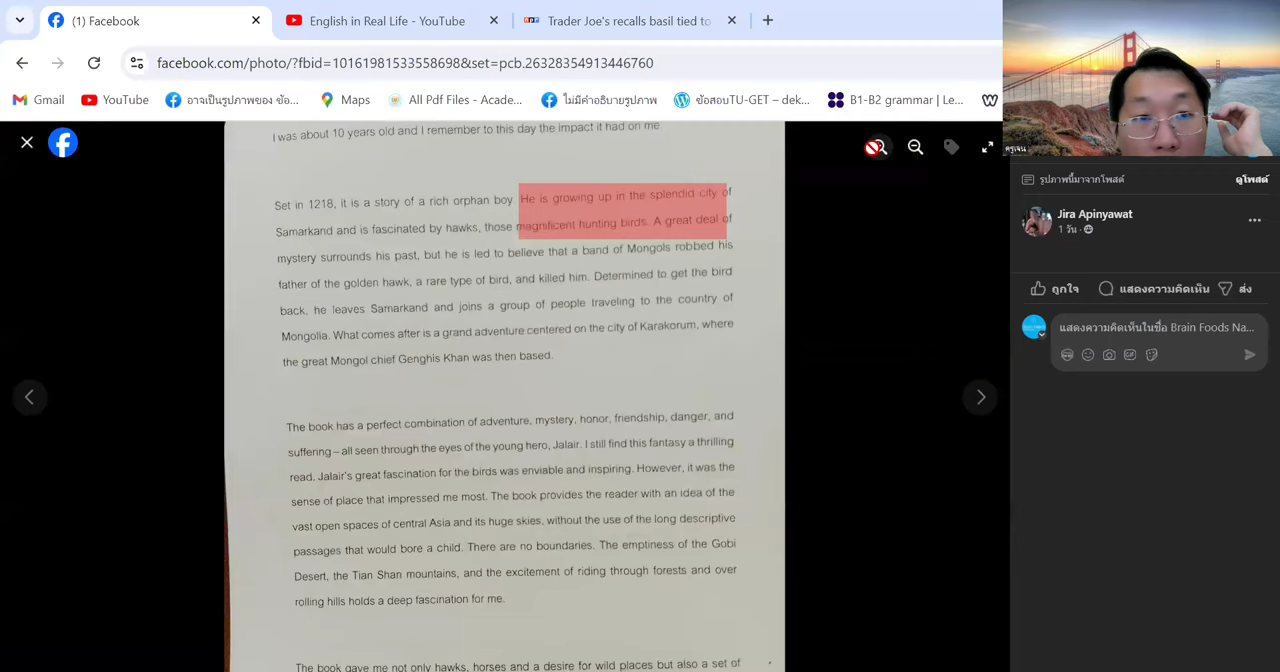 (1) Facebook
English in Real Life - YouTube
Trader Joe's recalls basil tied to
facebook.com/photo/?fbid=10161981533558698&set=pcb.26328354913446760
Gmail
YouTube
อาจเป็นรูปภาพของ ข้อ...
Maps
All Pdf Files - Acade...
ไม่มีคำอธิบายรูปภาพ
ข้อสอบTU-GET – dek...
B1-B2 grammar | Le...
ครูเจน
I was about 10 years old and I remember to this day the impact it had on me
Set in 1218, it is a story of a rich orphan boy He is growing up in the splendid city of
Samarkand and is fascinated by hawks, those magnificent hunting birds. A great deal of
mystery surrounds his past, but he is led to believe that a band of Mongols robbed his
father of the golden hawk, a rare type of bird, and killed him. Determined to get the bird
back, he leaves Samarkand and joins a group of people traveling to the country of
Mongolia. What comes after is a grand adventure centered on the city of Karakorum, where
the great Mongol chief Genghis Khan was then based.
The book has a perfect combination of adventure, mystery, honor, friendship, danger, and
suffering – all seen through the eyes of the young hero, Jalair. I still find this fantasy a thrilling
read. Jalair's great fascination for the birds was enviable and inspiring. However, it was the
sense of place that impressed me most. The book provides the reader with an idea of the
vast open spaces of central Asia and its huge skies, without the use of the long descriptive
passages that would bore a child. There are no boundaries. The emptiness of the Gobi
Desert, the Tian Shan mountains, and the excitement of riding through forests and over
rolling hills holds a deep fascination for me.
The book gave me not only hawks, horses and a desire for wild places but also a set of
รูปภาพนี้มาจากโพสต์
ดูโพสต์
Jira Apinyawat
1 วัน
ถูกใจ
แสดงความคิดเห็น
ส่ง
แสดงความคิดเห็นในชื่อ Brain Foods Na...